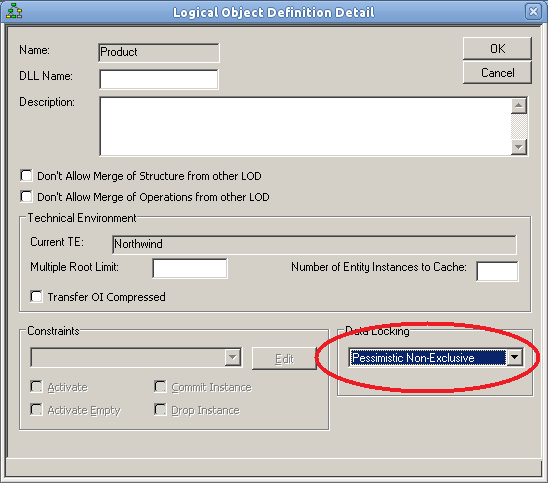 Logical Object Definition Detail
Name: Product
OK
DLL Name:
Cancel
Description:
Don't Allow Merge of Structure from other LOD
Don't Allow Merge of Operations from other LOD
Technical Environment
Current TE: Northwind
Multiple Root Limit: Number of Entity Instances to Cache:
Transfer OI Compressed
Constraints
Data Locking
Edit
Pessimistic Non-Exclusive
Activate Commit Instance
Activate Empty Drop Instance